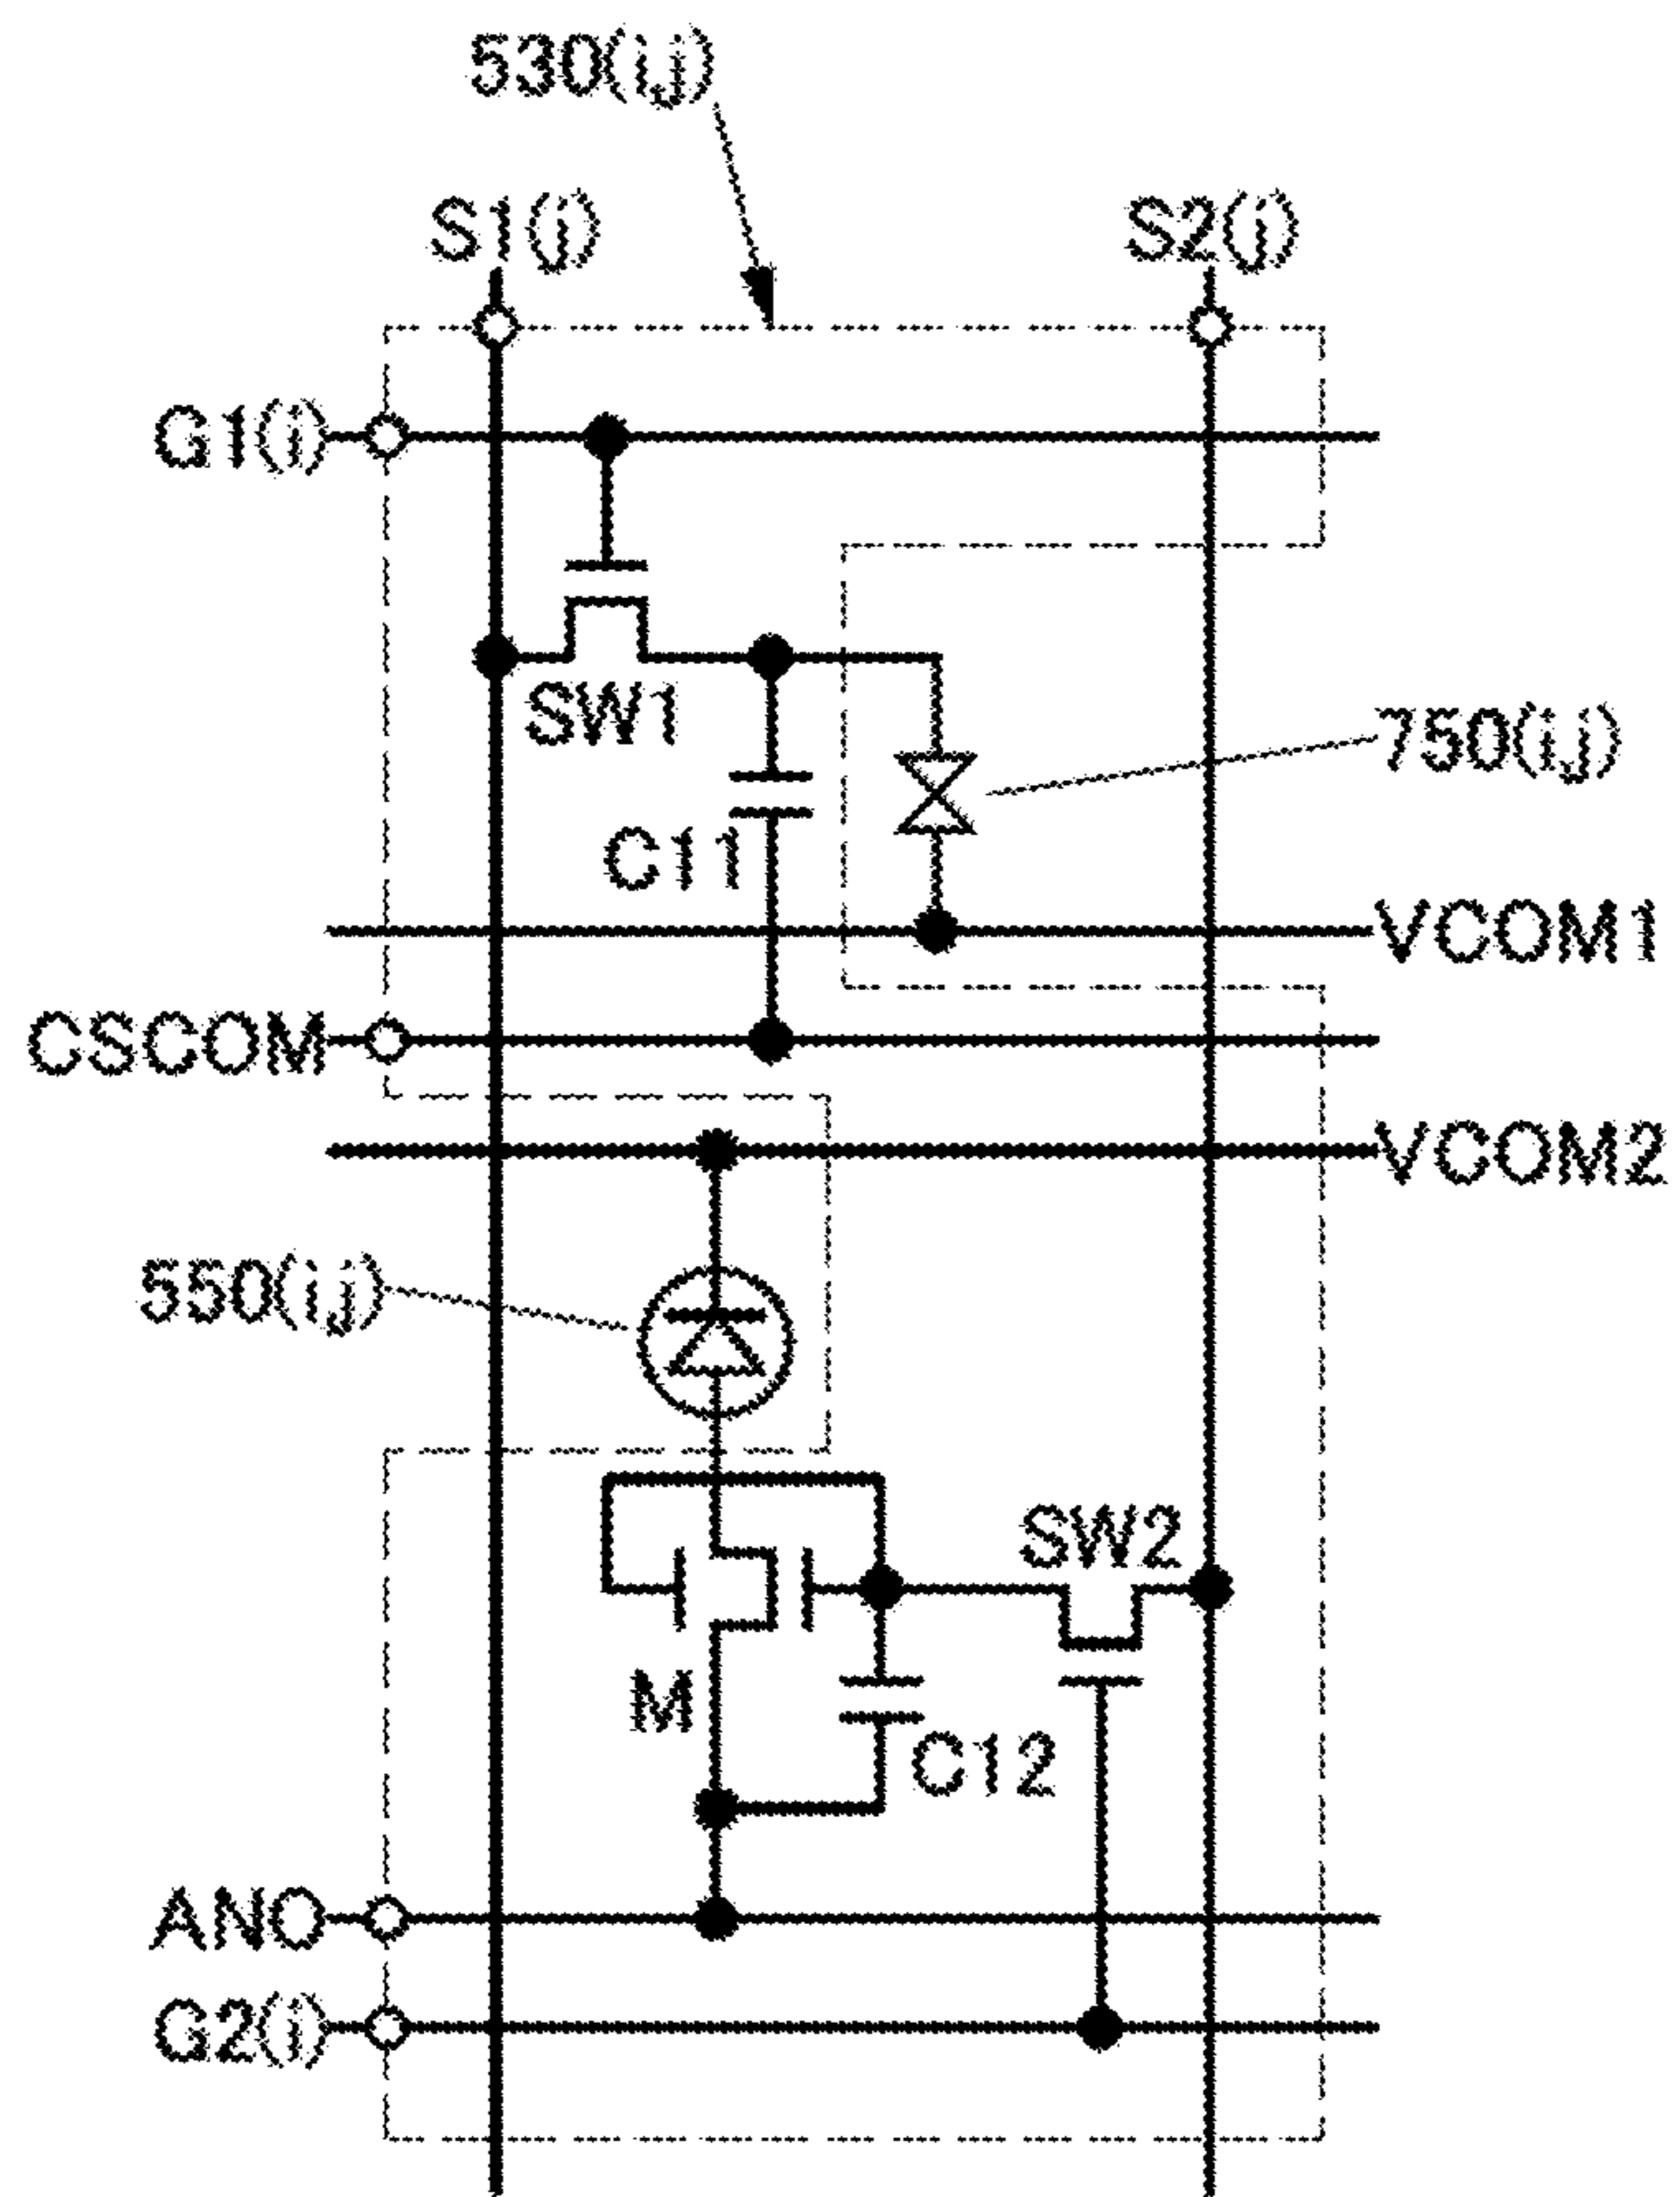 530(i,j)
S1(j)
S2(j)
G1(i)
SW1
750(i,j)
C11
VCOM1
CSCOM
VCOM2
550(i,j)
SW2
M
C12
ANO
G2(i)